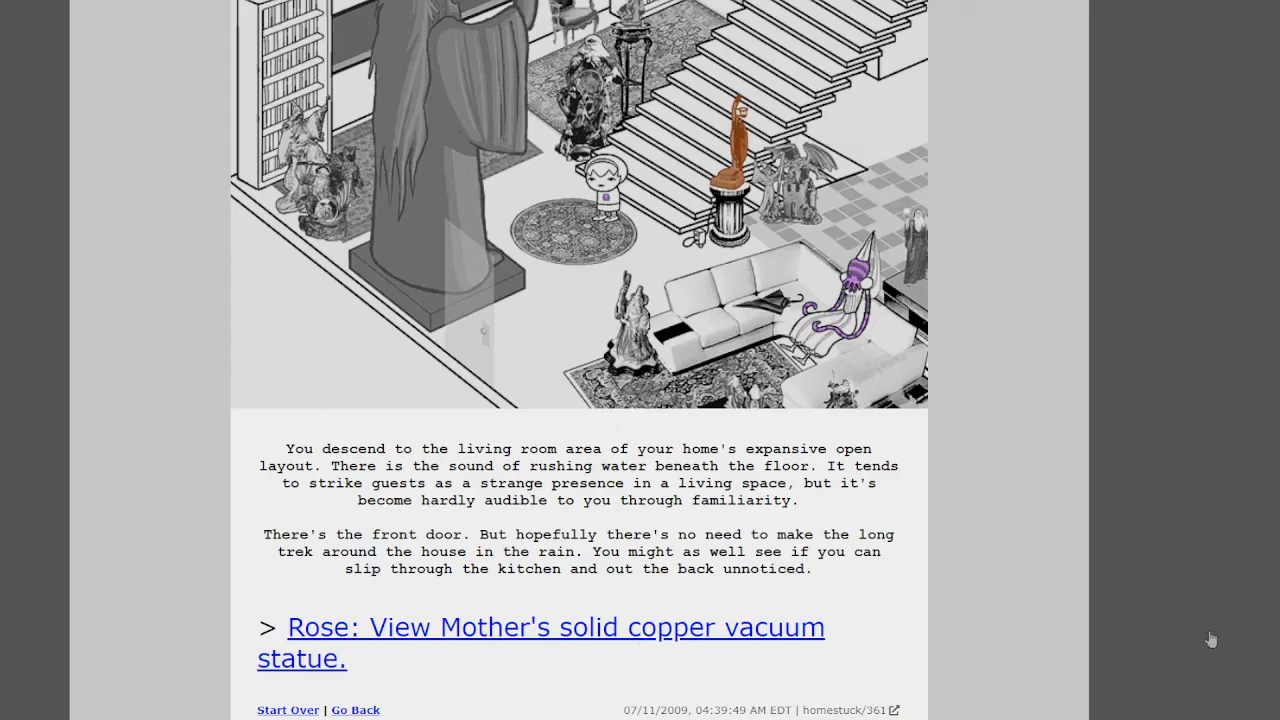 You descend to the living room area of your home's expansive open
layout. There is the sound of rushing water beneath the floor. It tends
to strike guests as a strange presence in a living space, but it's
become hardly audible to you through familiarity.
There's the front door. But hopefully there's no need to make the long
trek around the house in the rain. You might as well see if you can
slip through the kitchen and out the back unnoticed.
> Rose: View Mother's solid copper vacuum
statue.
Start Over | Go Back 07/11/2009, 04:39:49 AM EDT | homestuck/361